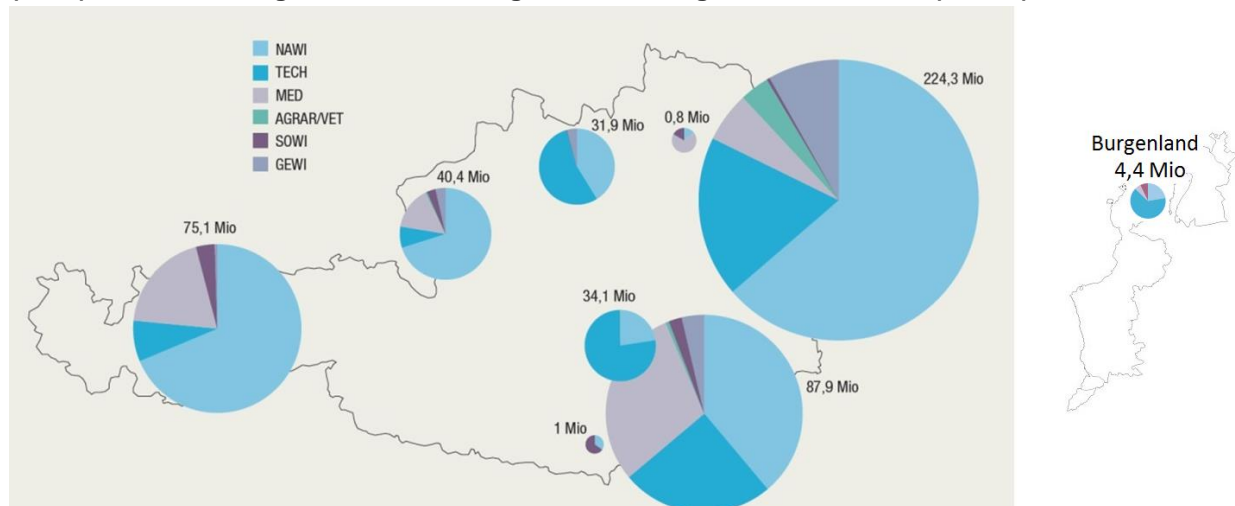 NAWI
TECH
MED
AGRAR/VET
SOWI
GEWI
224,3 Mio
0,8 Mio
31,9 Mio
40,4 Mio
75,1 Mio
34,1 Mio
87,9 Mio
1 Mio
Burgenland
4,4 Mio